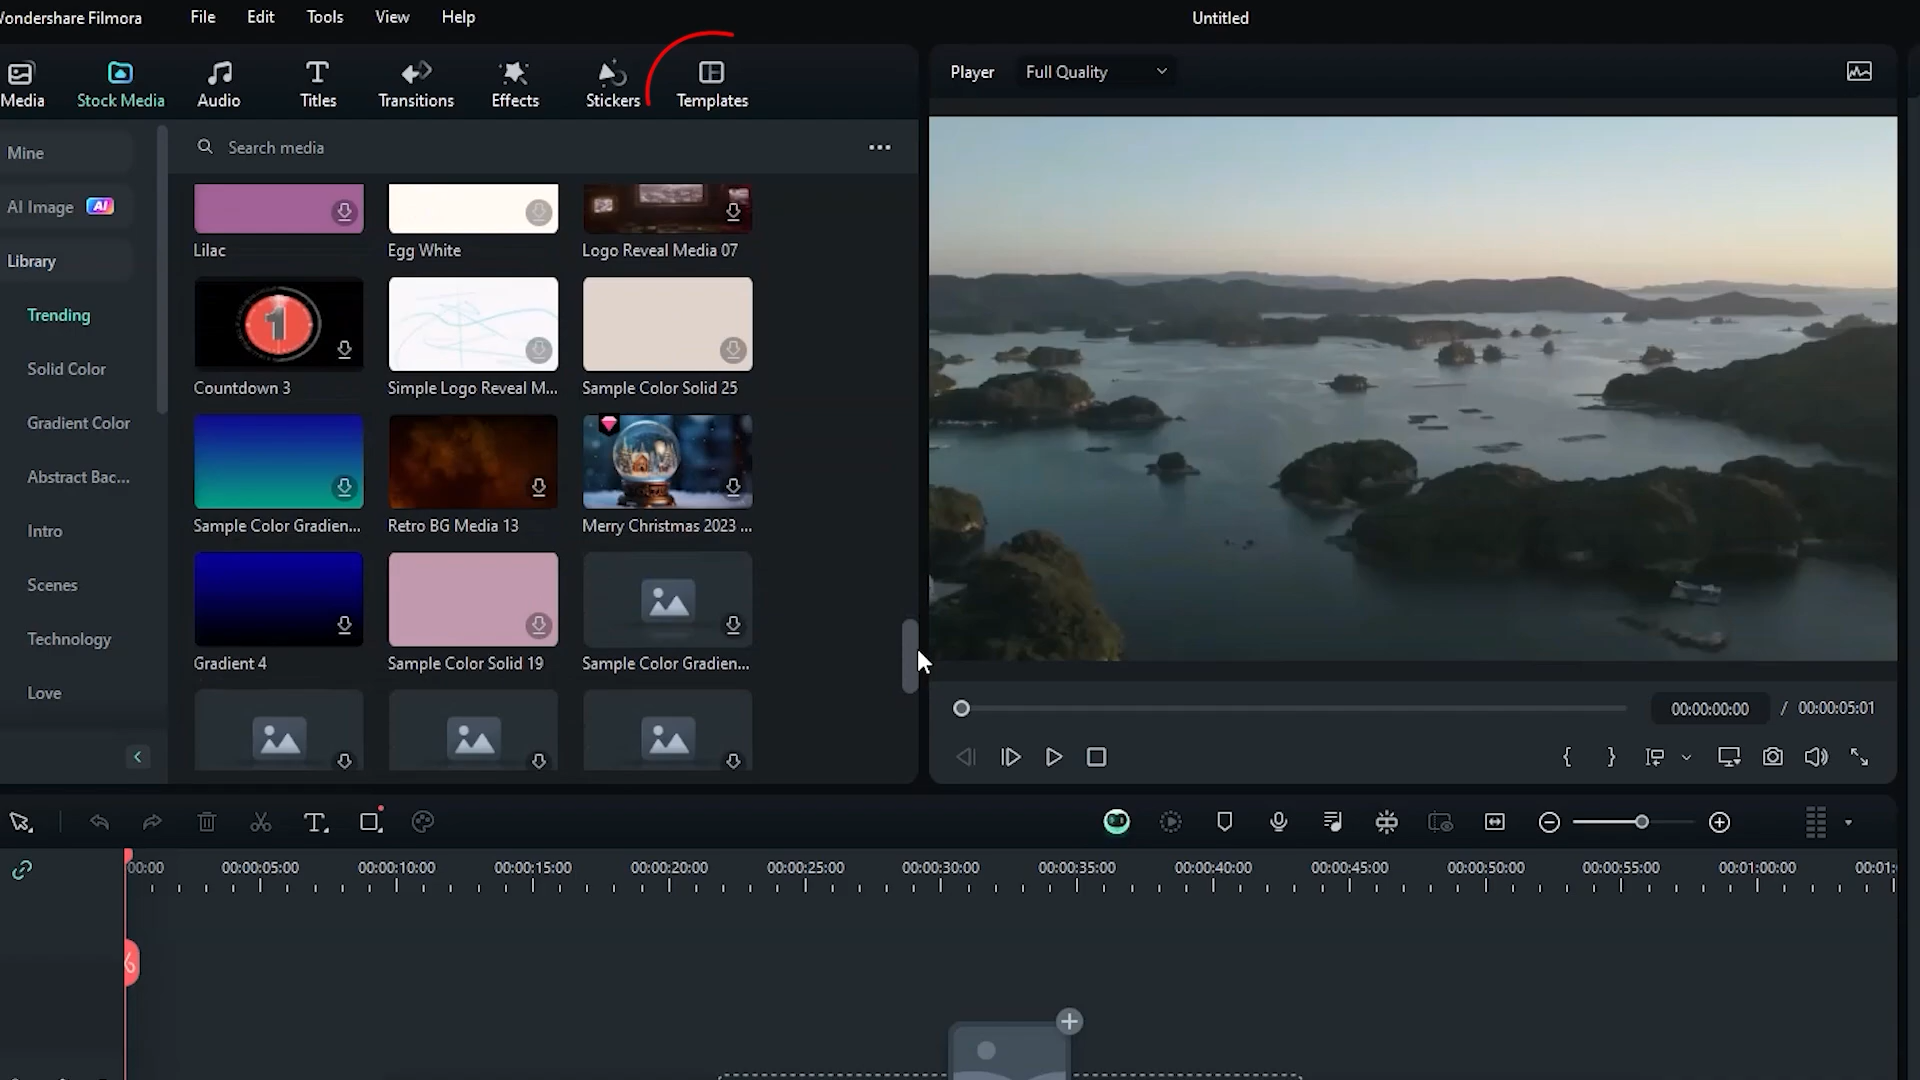 Wondershare Filmora
File
Edit
Tools
View
Help
Untitled
Media
Stock Media
Audio
Titles
Transitions
Effects
Stickers
Templates
Player
Full Quality
Mine
Search media
AI Image AI
Library
Trending
Solid Color
Gradient Color
Abstract Bac...
Intro
Scenes
Technology
Love
Lilac
Egg White
Logo Reveal Media 07
1
Countdown 3
Simple Logo Reveal M...
Sample Color Solid 25
Sample Color Gradien...
Retro BG Media 13
Merry Christmas 2023 ...
Gradient 4
Sample Color Solid 19
Sample Color Gradien...
00:00:00:00 / 00:00:05:01
00:00
00:00:05:00
00:00:10:00
00:00:15:00
00:00:20:00
00:00:25:00
00:00:30:00
00:00:35:00
00:00:40:00
00:00:45:00
00:00:50:00
00:00:55:00
00:01:00:00
00:01: